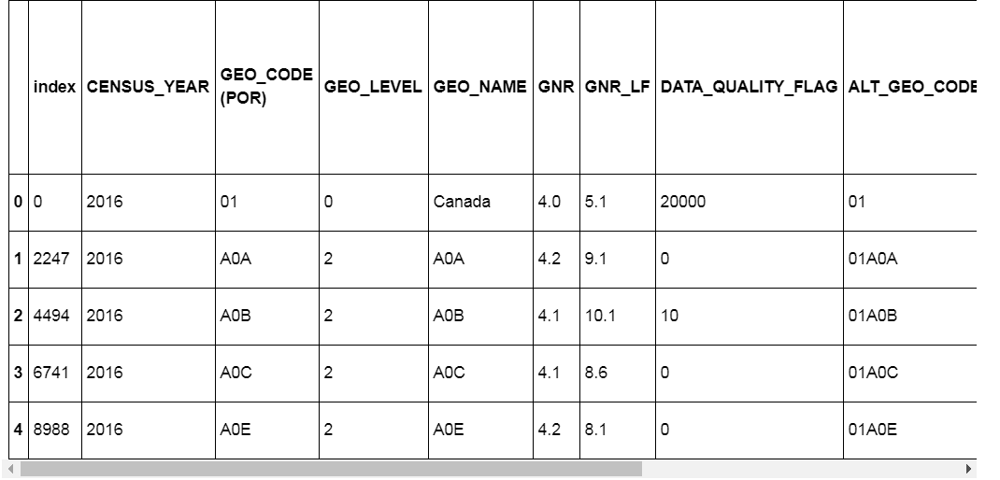 index CENSUS_YEAR GEO_CODE (POR) GEO_LEVEL GEO_NAME GNR GNR_LF DATA_QUALITY_FLAG ALT_GEO_CODE
0 0 2016 01 0 Canada 4.0 5.1 20000 01
1 2247 2016 A0A 2 A0A 4.2 9.1 0 01A0A
2 4494 2016 A0B 2 A0B 4.1 10.1 10 01A0B
3 6741 2016 A0C 2 A0C 4.1 8.6 0 01A0C
4 8988 2016 A0E 2 A0E 4.2 8.1 0 01A0E